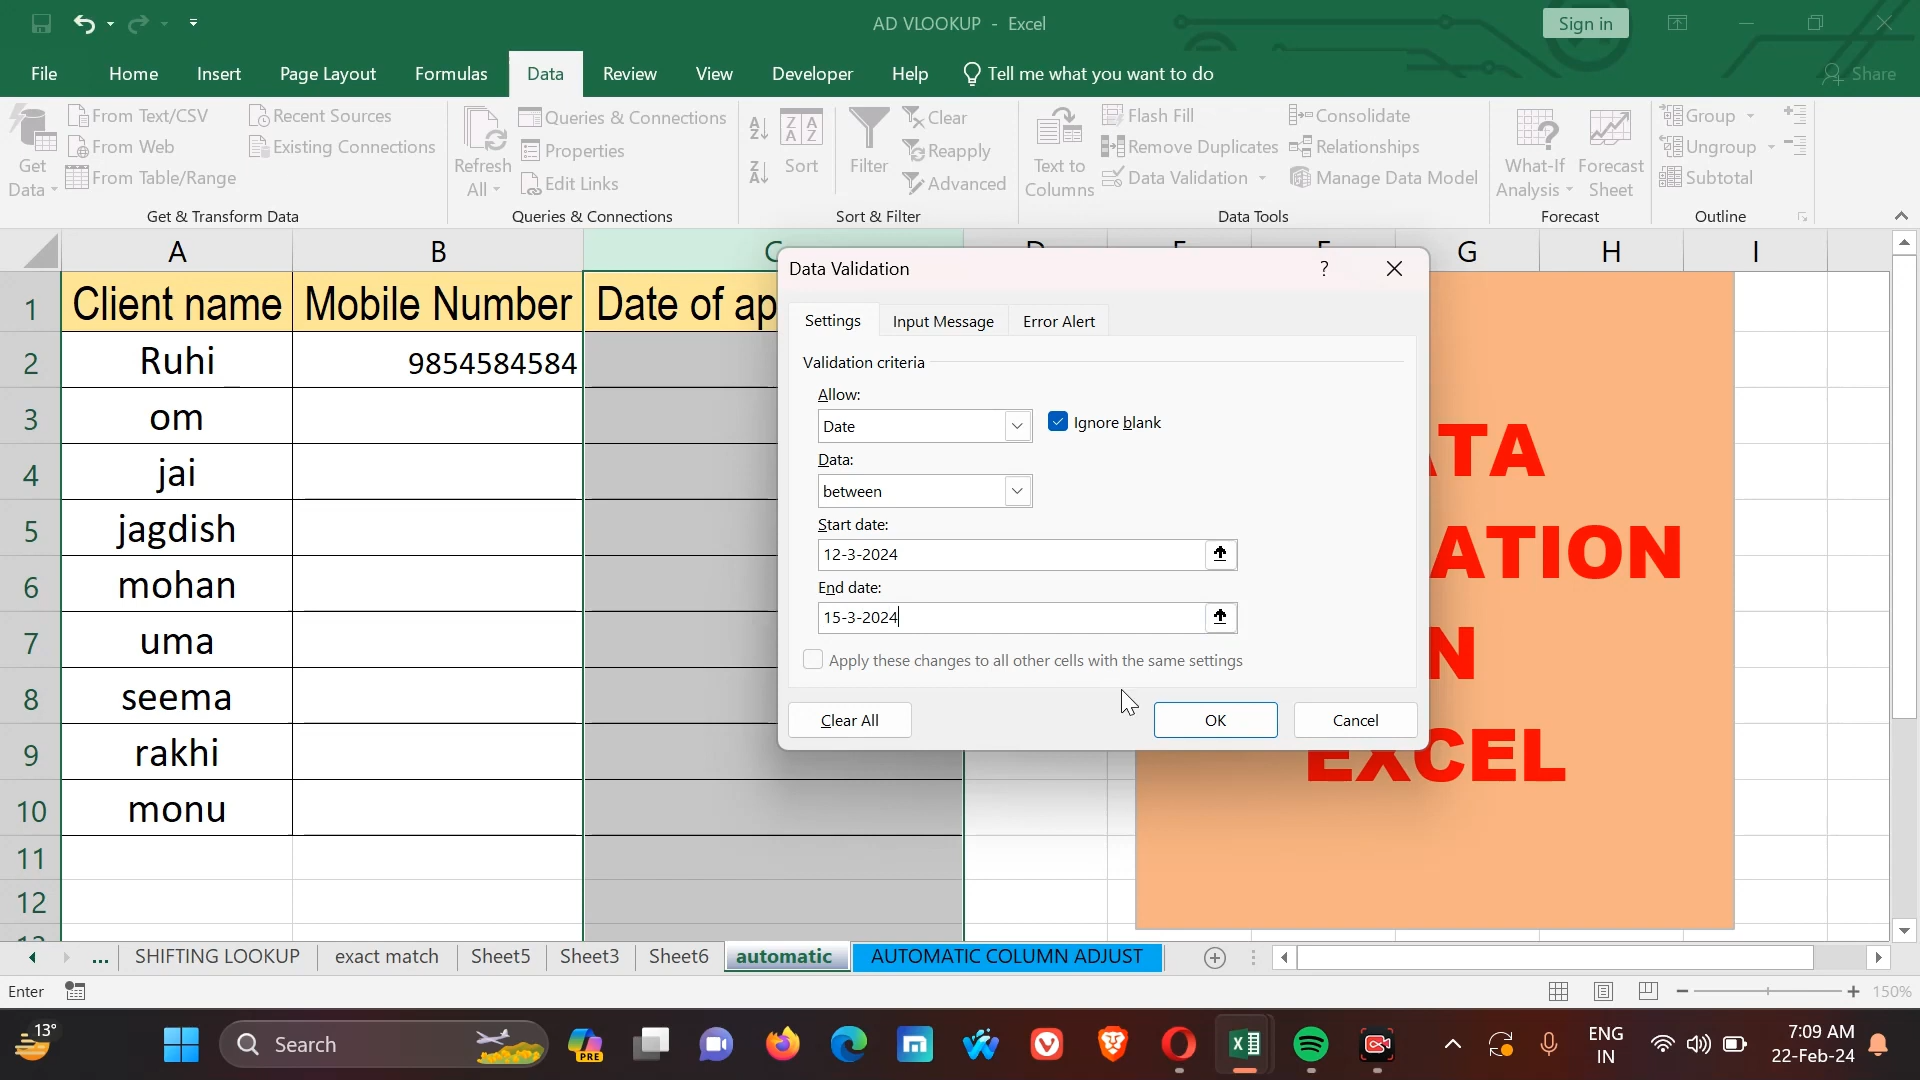 AD VLOOKUP - Excel
Sign in
File Home Insert Page Layout Formulas Data Review View Developer Help Tell me what you want to do Share
Get Data
From Text/CSV
From Web
From Table/Range
Recent Sources
Existing Connections
Get & Transform Data
Refresh All
Queries & Connections
Properties
Edit Links
Queries & Connections
Sort
Filter
Clear
Reapply
Advanced
Sort & Filter
Text to Columns
Flash Fill
Remove Duplicates
Data Validation
Consolidate
Relationships
Manage Data Model
Data Tools
What-If Analysis
Forecast Sheet
Forecast
Group
Ungroup
Subtotal
Outline
A B G H I
1 Client name Mobile Number Date of ap
2 Ruhi 9854584584
3 om
4 jai
5 jagdish
6 mohan
7 uma
8 seema
9 rakhi
10 monu
11
12
Data Validation ?
Settings Input Message Error Alert
Validation criteria
Allow:
Date
Ignore blank
Data:
between
Start date:
12-3-2024
End date:
15-3-2024
Apply these changes to all other cells with the same settings
Clear All OK Cancel
TA
ATION
N
EXCEL
... SHIFTING LOOKUP exact match Sheet5 Sheet3 Sheet6 automatic AUTOMATIC COLUMN ADJUST
Enter 150%
13° Search PRE ENG IN 7:09 AM 22-Feb-24